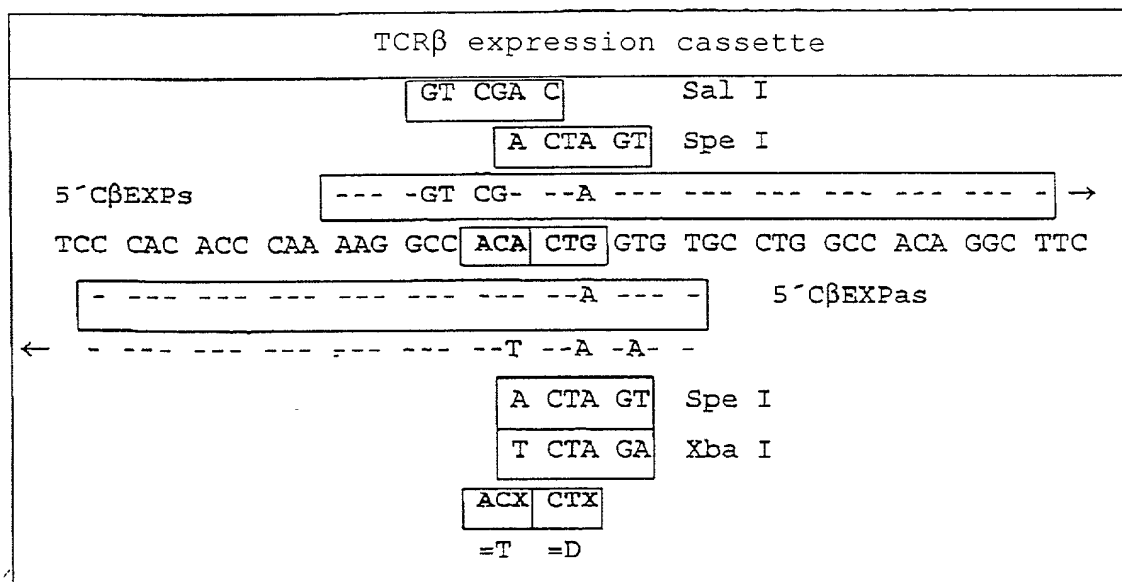 TCRβ expression cassette
GT CGA C Sal I
A CTA GT Spe I
5´CβEXPs --- -GT CG- --A --- --- --- --- --- --- - →
TCC CAC ACC CAA AAG GCC ACA CTG GTG TGC CTG GCC ACA GGC TTC
- --- --- --- --- --- --- --A --- - 5´CβEXPas
← - --- --- --- --- --- --T --A -A- -
A CTA GT Spe I
T CTA GA Xba I
ACX CTX
=T =D